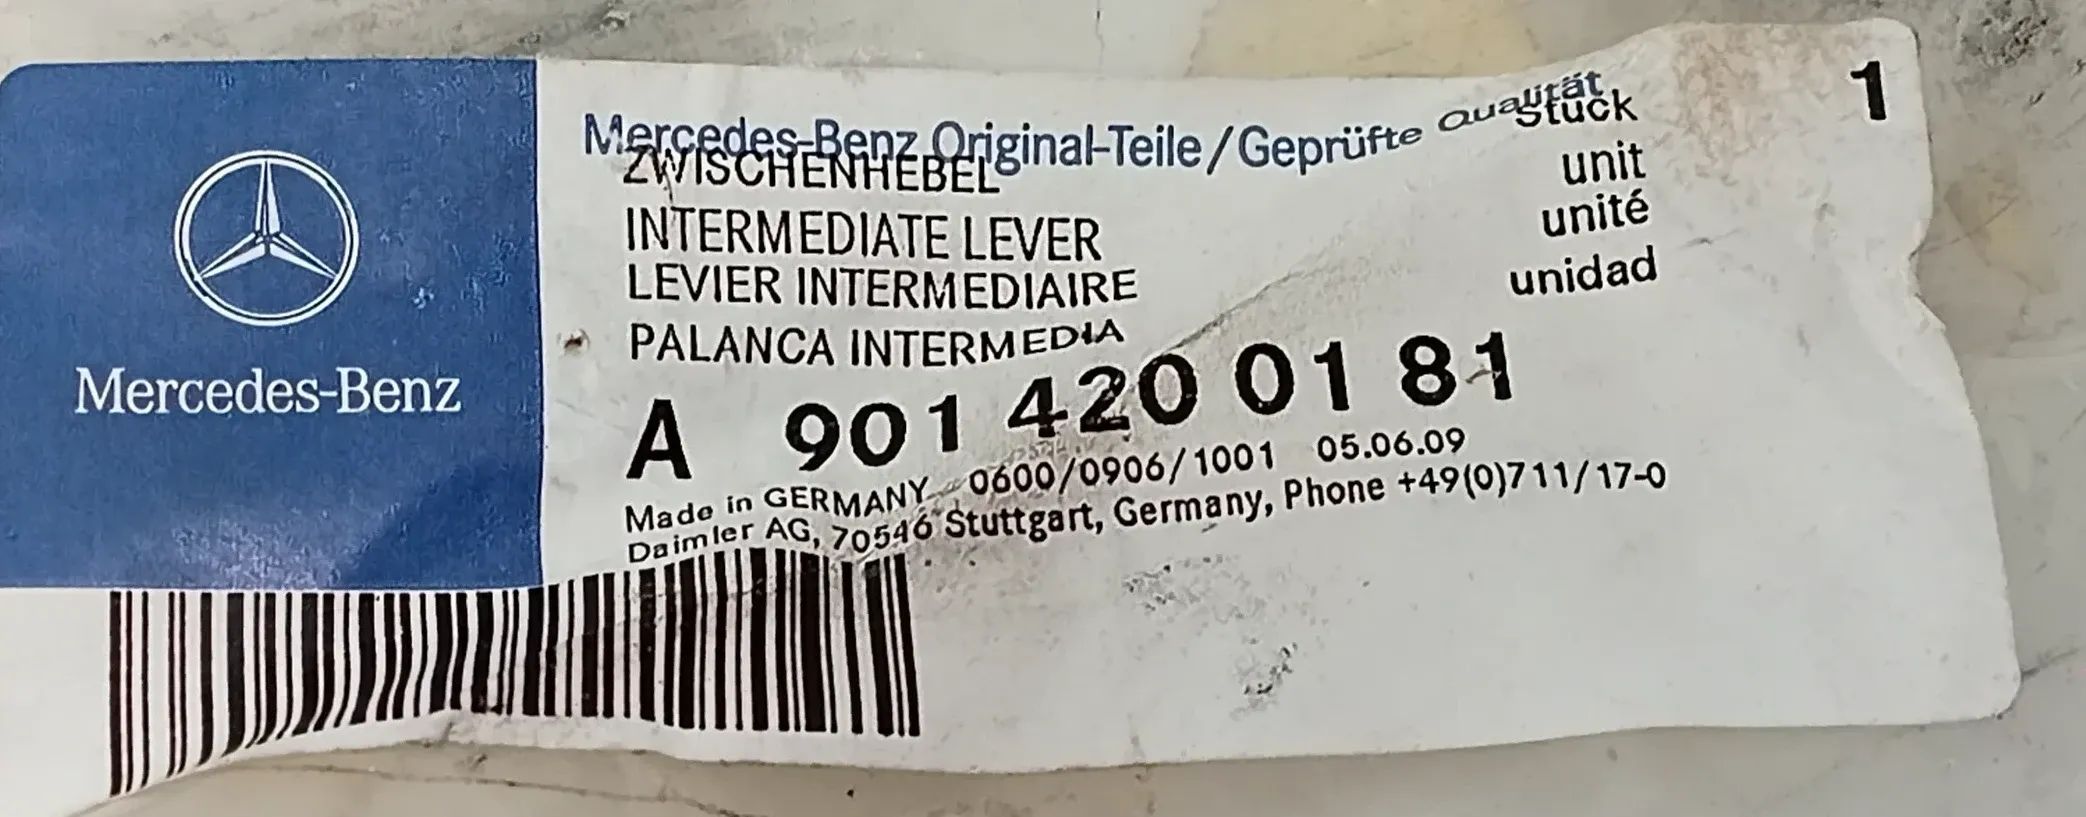 Mercedes-Benz
Mercedes-Benz Original-Teile/Geprüfte Qualität
ZWISCHENHEBEL
INTERMEDIATE LEVER
LEVIER INTERMEDIAIRE
PALANCA INTERMEDIA
Stück 1
unit
unité
unidad
A 901 420 01 81
Made in GERMANY 0600/0906/1001 05.06.09
Daimler AG, 70546 Stuttgart, Germany, Phone +49(0)711/17-0